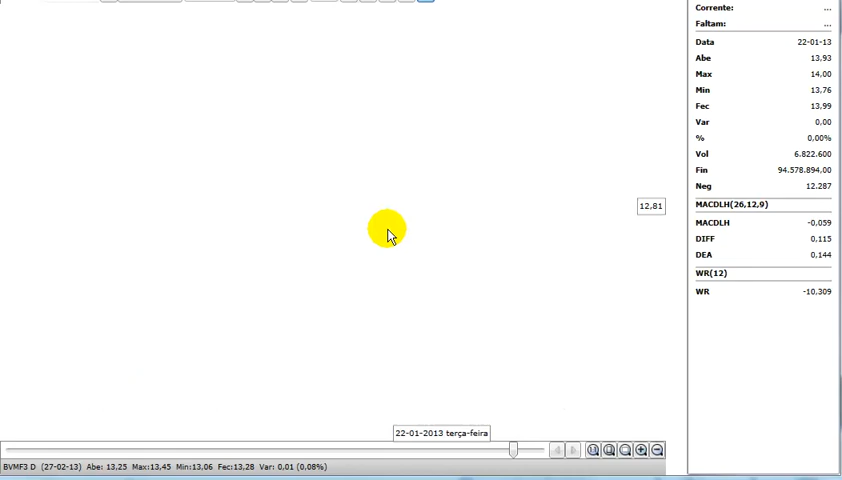 Corrente: ...
Faltam: ...
Data 22-01-13
Abe 13,93
Max 14,00
Min 13,76
Fec 13,99
Var 0,00
% 0,00%
Vol 6.822.600
Fin 94.578.894,00
Neg 12.287
12,81
MACDLH(26,12,9)
MACDLH -0,059
DIFF 0,115
DEA 0,144
WR(12)
WR -10,309
22-01-2013 terça-feira
BVMF3 D (27-02-13) Abe: 13,25 Max:13,45 Min:13,06 Fec:13,28 Var: 0,01 (0,08%)